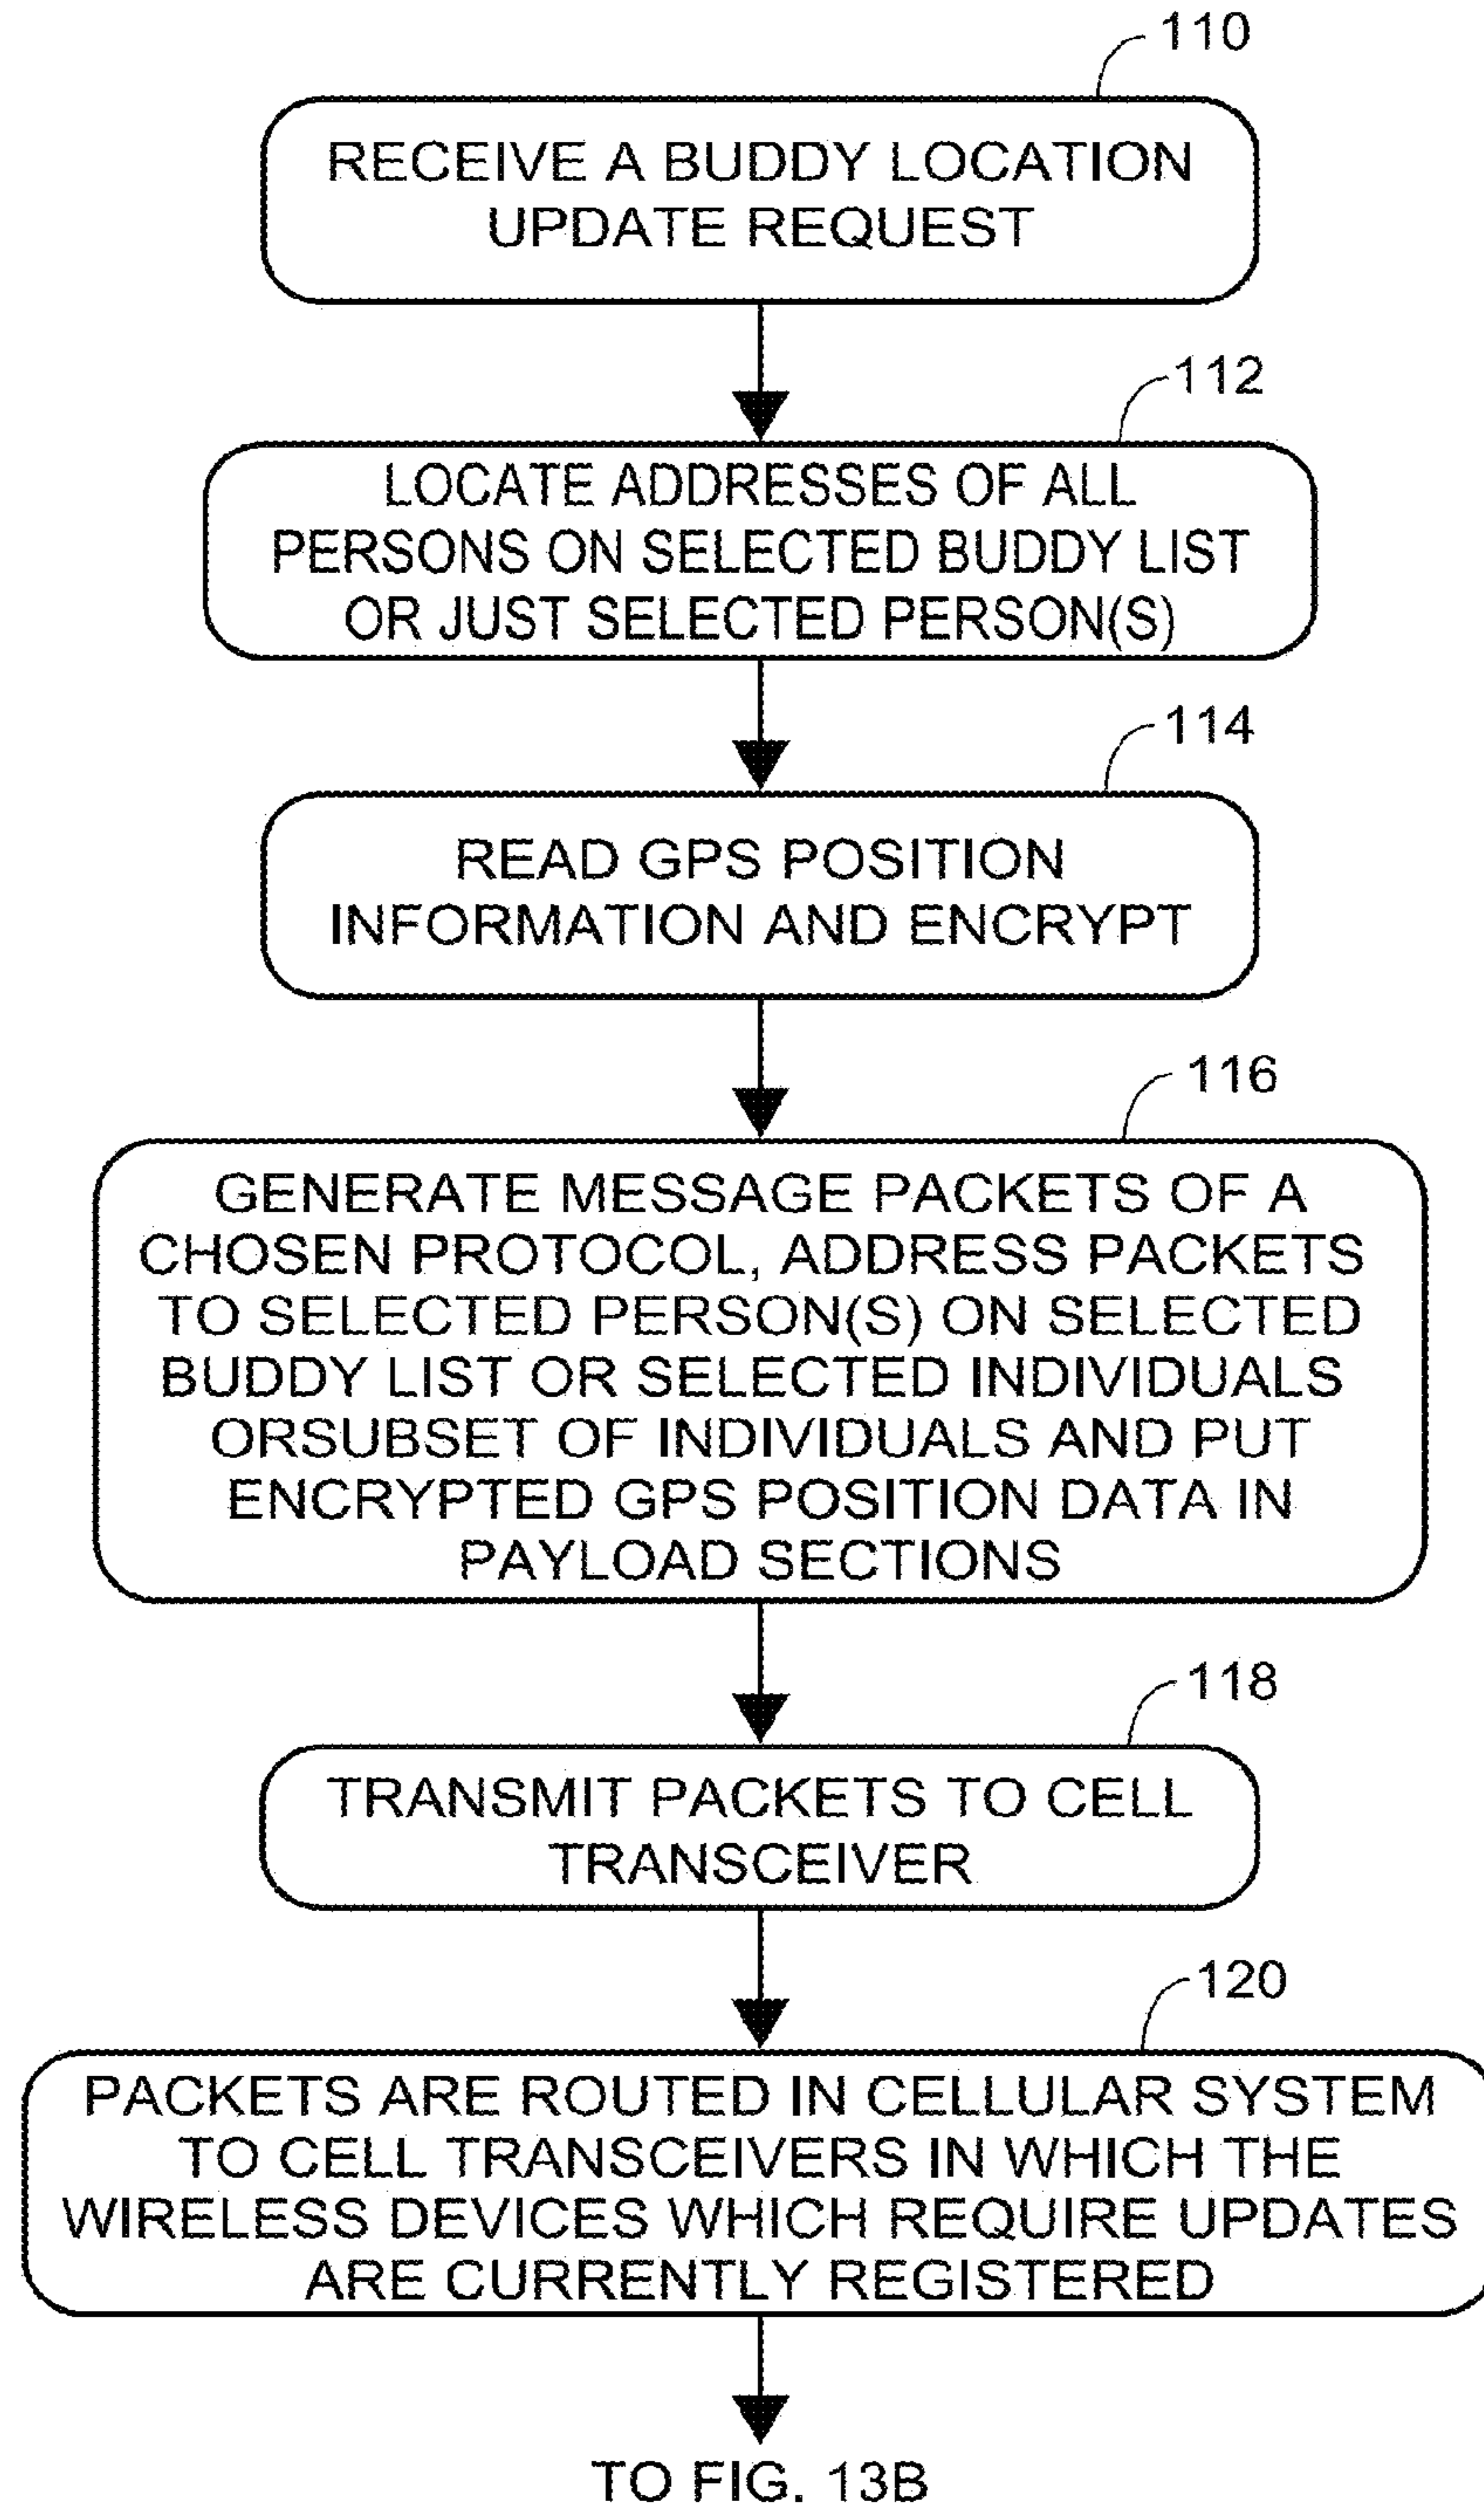 110
RECEIVE A BUDDY LOCATION
UPDATE REQUEST
112
LOCATE ADDRESSES OF ALL
PERSONS ON SELECTED BUDDY LIST
OR JUST SELECTED PERSON(S)
114
READ GPS POSITION
INFORMATION AND ENCRYPT
116
GENERATE MESSAGE PACKETS OF A
CHOSEN PROTOCOL, ADDRESS PACKETS
TO SELECTED PERSON(S) ON SELECTED
BUDDY LIST OR SELECTED INDIVIDUALS
ORSUBSET OF INDIVIDUALS AND PUT
ENCRYPTED GPS POSITION DATA IN
PAYLOAD SECTIONS
118
TRANSMIT PACKETS TO CELL
TRANSCEIVER
120
PACKETS ARE ROUTED IN CELLULAR SYSTEM
TO CELL TRANSCEIVERS IN WHICH THE
WIRELESS DEVICES WHICH REQUIRE UPDATES
ARE CURRENTLY REGISTERED
TO FIG. 13B